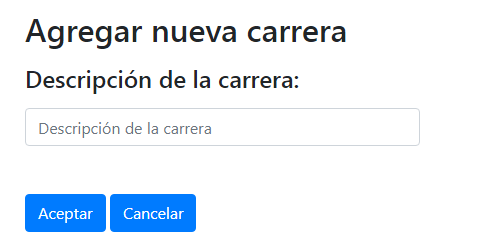 Agregar nueva carrera
Descripción de la carrera:
Descripción de la carrera
Aceptar Cancelar